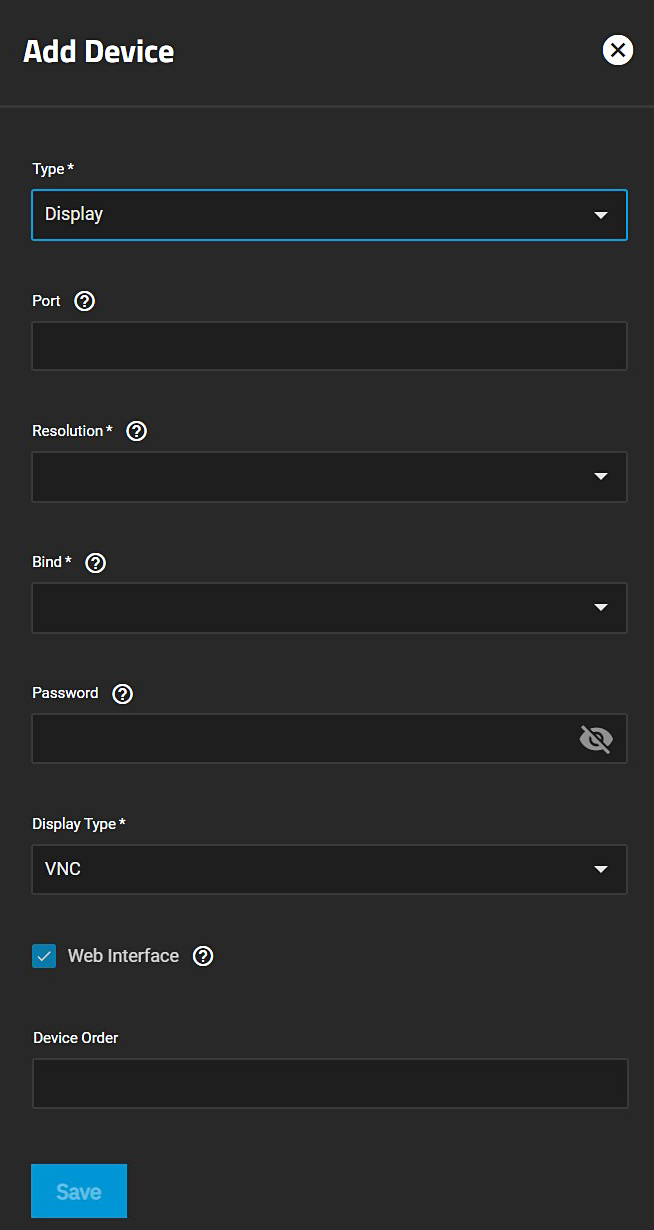 Add Device
Type *
Display
Port
Resolution *
Bind *
Password
Display Type *
VNC
Web Interface
Device Order
Save